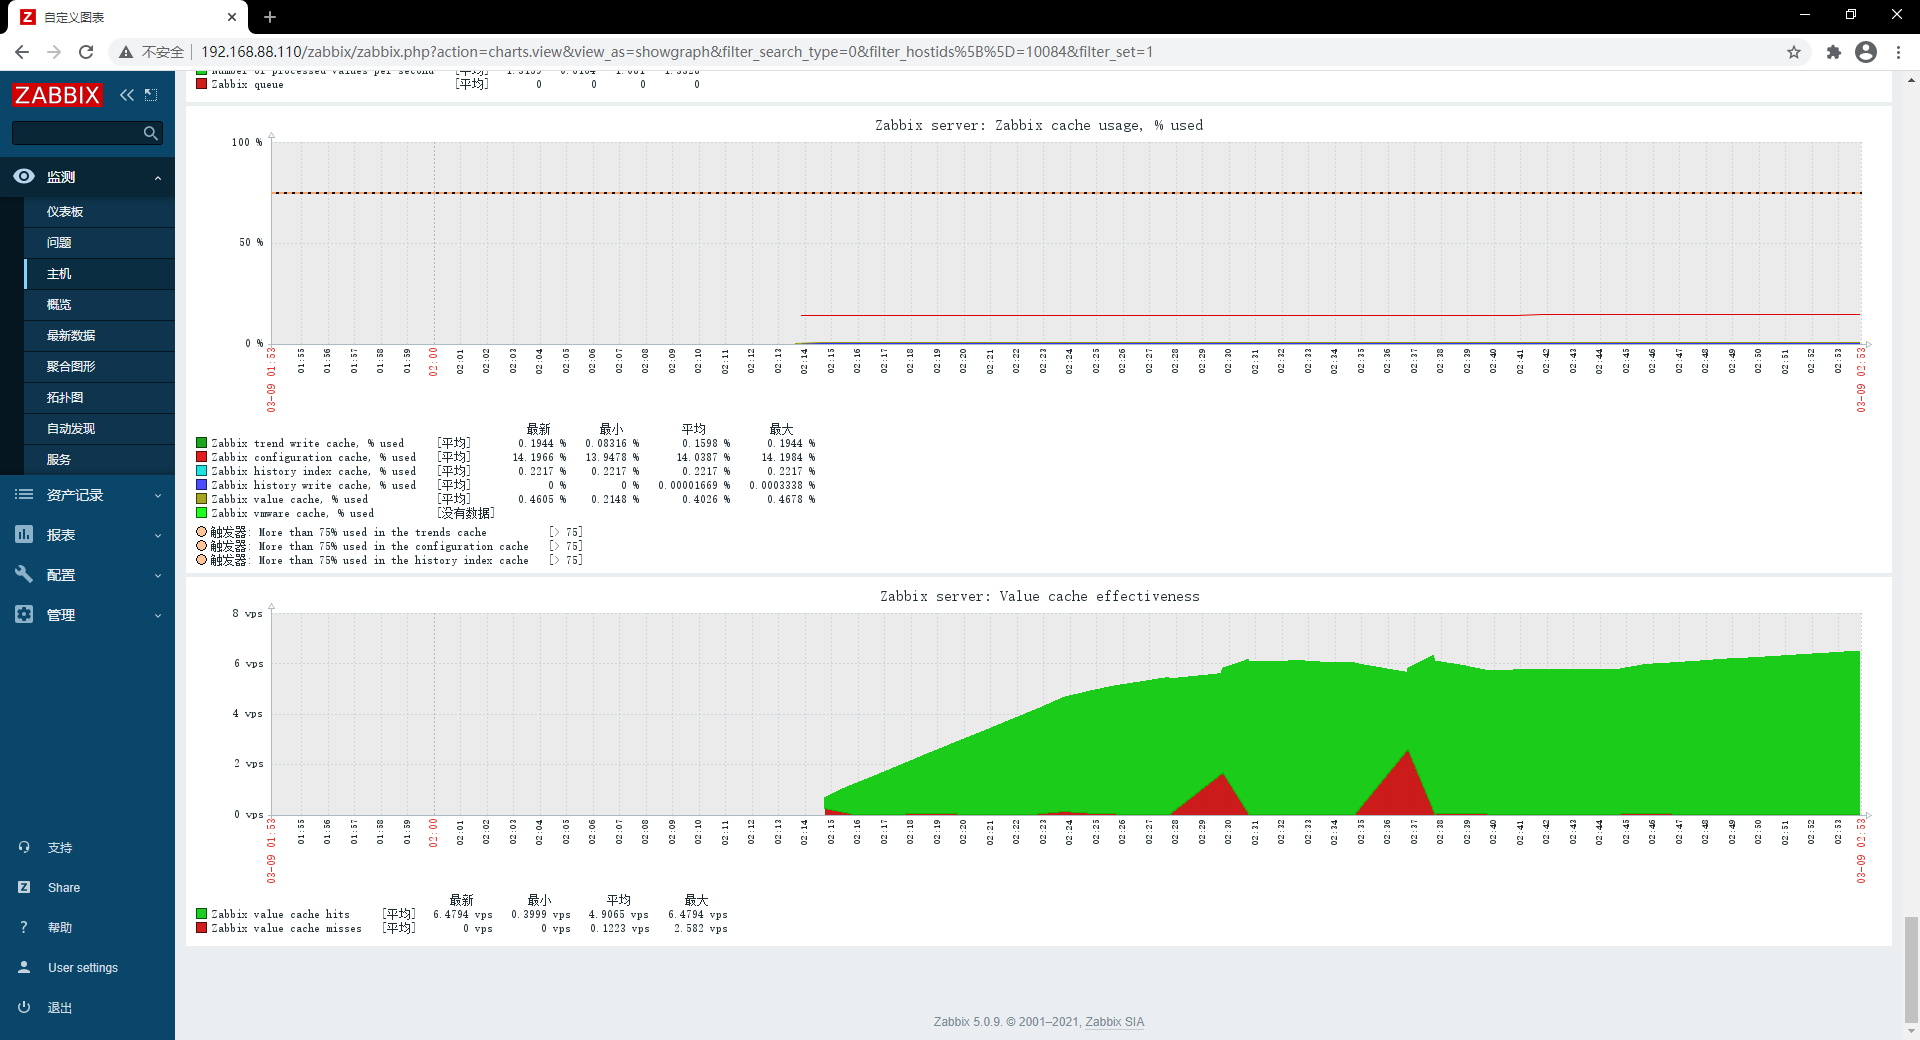 自定义图表
不安全 192.168.88.110/zabbix/zabbix.php?action=charts.view&view_as=showgraph&filter_search_type=0&filter_hostids%5B%5D=10084&filter_set=1
ZABBIX
监测
仪表板
问题
主机
概览
最新数据
聚合图形
拓扑图
自动发现
服务
资产记录
报表
配置
管理
支持
Share
帮助
User settings
退出
Number of processed values per second [平均]
Zabbix queue [平均] 0 0 0 0
Zabbix server: Zabbix cache usage, % used
100 %
50 %
0 %
03-09 01:53 01:55 01:56 01:57 01:58 01:59 02:00 02:01 02:02 02:03 02:04 02:05 02:06 02:07 02:08 02:09 02:10 02:11 02:12 02:13 02:14 02:15 02:16 02:17 02:18 02:19 02:20 02:21 02:22 02:23 02:24 02:25 02:26 02:27 02:28 02:29 02:30 02:31 02:32 02:33 02:34 02:35 02:36 02:37 02:38 02:39 02:40 02:41 02:42 02:43 02:44 02:45 02:46 02:47 02:48 02:49 02:50 02:51 02:52 02:53 03-09 02:53
最新 最小 平均 最大
Zabbix trend write cache, % used [平均] 0.1944 % 0.08316 % 0.1598 % 0.1944 %
Zabbix configuration cache, % used [平均] 14.1966 % 13.9478 % 14.0387 % 14.1984 %
Zabbix history index cache, % used [平均] 0.2217 % 0.2217 % 0.2217 % 0.2217 %
Zabbix history write cache, % used [平均] 0 % 0 % 0.00001669 % 0.0003338 %
Zabbix value cache, % used [平均] 0.4605 % 0.2148 % 0.4026 % 0.4678 %
Zabbix vmware cache, % used [没有数据]
触发器: More than 75% used in the trends cache [> 75]
触发器: More than 75% used in the configuration cache [> 75]
触发器: More than 75% used in the history index cache [> 75]
Zabbix server: Value cache effectiveness
8 vps
6 vps
4 vps
2 vps
0 vps
03-09 01:53 01:55 01:56 01:57 01:58 01:59 02:00 02:01 02:02 02:03 02:04 02:05 02:06 02:07 02:08 02:09 02:10 02:11 02:12 02:13 02:14 02:15 02:16 02:17 02:18 02:19 02:20 02:21 02:22 02:23 02:24 02:25 02:26 02:27 02:28 02:29 02:30 02:31 02:32 02:33 02:34 02:35 02:36 02:37 02:38 02:39 02:40 02:41 02:42 02:43 02:44 02:45 02:46 02:47 02:48 02:49 02:50 02:51 02:52 02:53 03-09 02:53
最新 最小 平均 最大
Zabbix value cache hits [平均] 6.4794 vps 0.3999 vps 4.9065 vps 6.4794 vps
Zabbix value cache misses [平均] 0 vps 0 vps 0.1223 vps 2.582 vps
Zabbix 5.0.9. © 2001–2021, Zabbix SIA